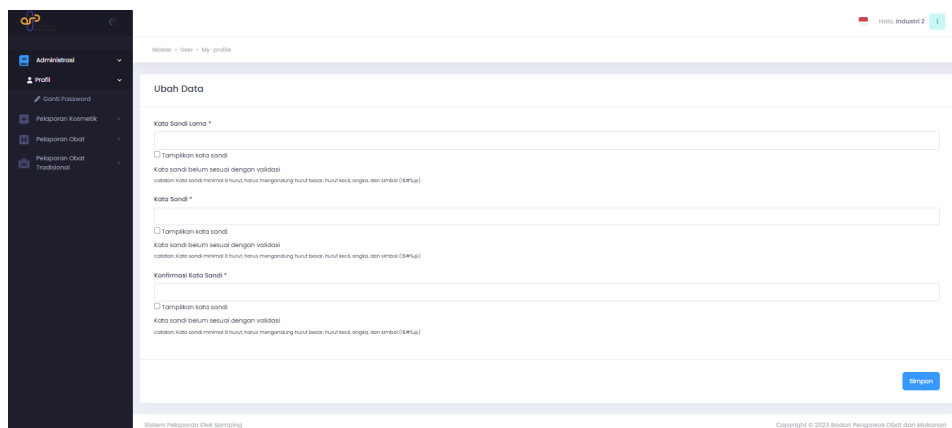 Halo, Industri 2
Master • User • My-profile
Administrasi
Profil
Ganti Password
Pelaporan Kosmetik
Pelaporan Obat
Pelaporan Obat
Tradisional
Ubah Data
Kata Sandi Lama *
Tampilkan kata sandi
Kata sandi belum sesuai dengan validasi
catatan: Kata sandi minimal 8 huruf, harus mengandung huruf besar, huruf kecil, angka, dan simbol (!$#%@)
Kata Sandi *
Tampilkan kata sandi
Kata sandi belum sesuai dengan validasi
catatan: Kata sandi minimal 8 huruf, harus mengandung huruf besar, huruf kecil, angka, dan simbol (!$#%@)
Konfirmasi Kata Sandi *
Tampilkan kata sandi
Kata sandi belum sesuai dengan validasi
catatan: Kata sandi minimal 8 huruf, harus mengandung huruf besar, huruf kecil, angka, dan simbol (!$#%@)
Simpan
Sistem Pelaporan Efek Samping
Copyright © 2023 Badan Pengawas Obat dan Makanan